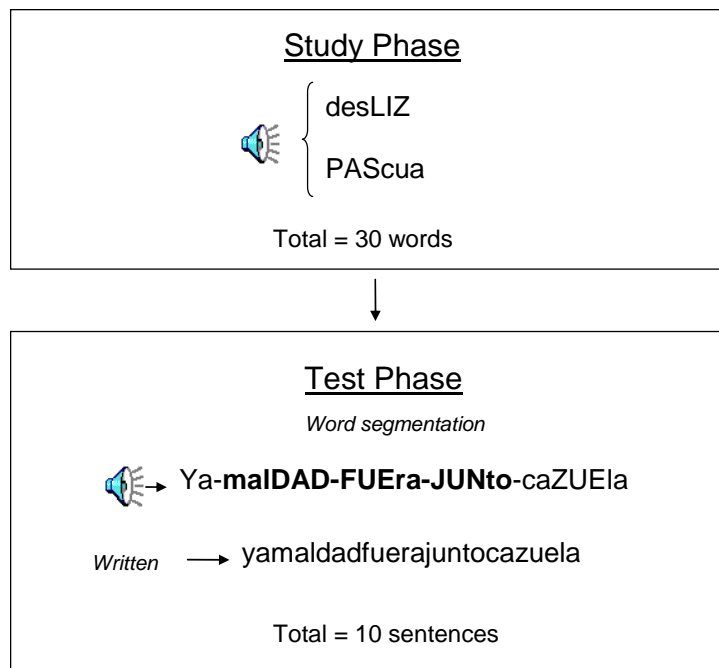 Study Phase
desLIZ
PAScua
Total = 30 words
Test Phase
Word segmentation
Ya-malDAD-FUEra-JUNto-caZUEla
Written
yamaldadfuerajuntocazuela
Total = 10 sentences